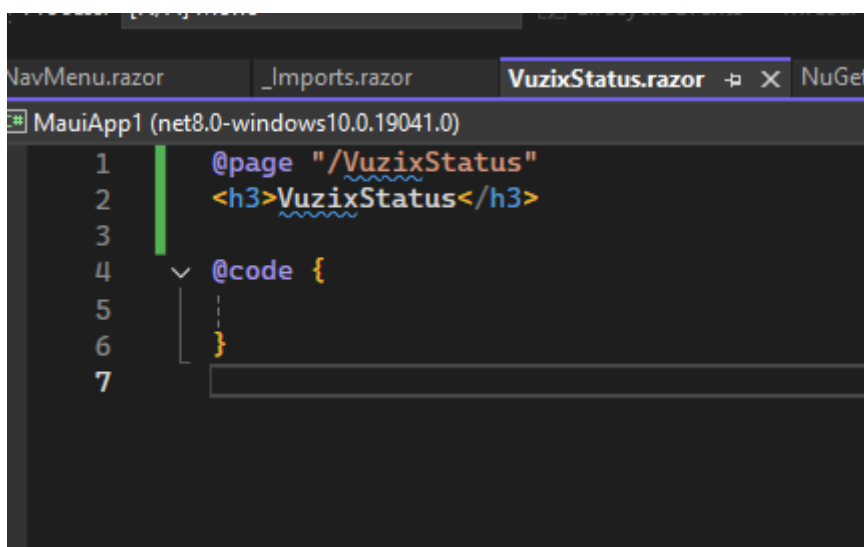 NavMenu.razor _Imports.razor VuzixStatus.razor NuGet
MauiApp1 (net8.0-windows10.0.19041.0)
1 @page "/VuzixStatus"
2 <h3>VuzixStatus</h3>
3
4 @code {
5
6 }
7